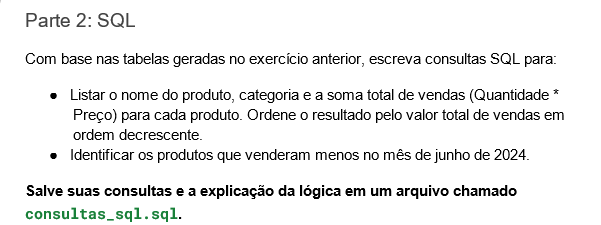 Parte 2: SQL
Com base nas tabelas geradas no exercício anterior, escreva consultas SQL para:
● Listar o nome do produto, categoria e a soma total de vendas (Quantidade *
Preço) para cada produto. Ordene o resultado pelo valor total de vendas em
ordem decrescente.
● Identificar os produtos que venderam menos no mês de junho de 2024.
Salve suas consultas e a explicação da lógica em um arquivo chamado
consultas_sql.sql.